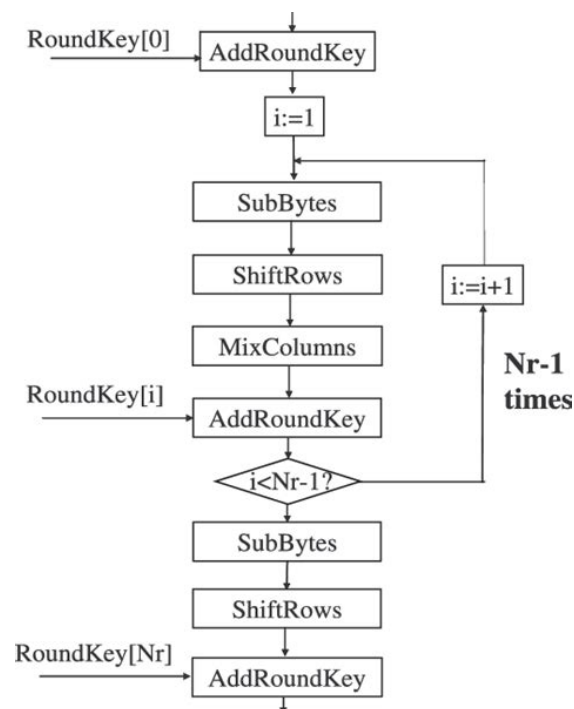 RoundKey[0]
AddRoundKey
i:=1
SubBytes
ShiftRows
i:=i+1
MixColumns
Nr-1
times
RoundKey[i]
AddRoundKey
i<Nr-1?
SubBytes
ShiftRows
RoundKey[Nr]
AddRoundKey